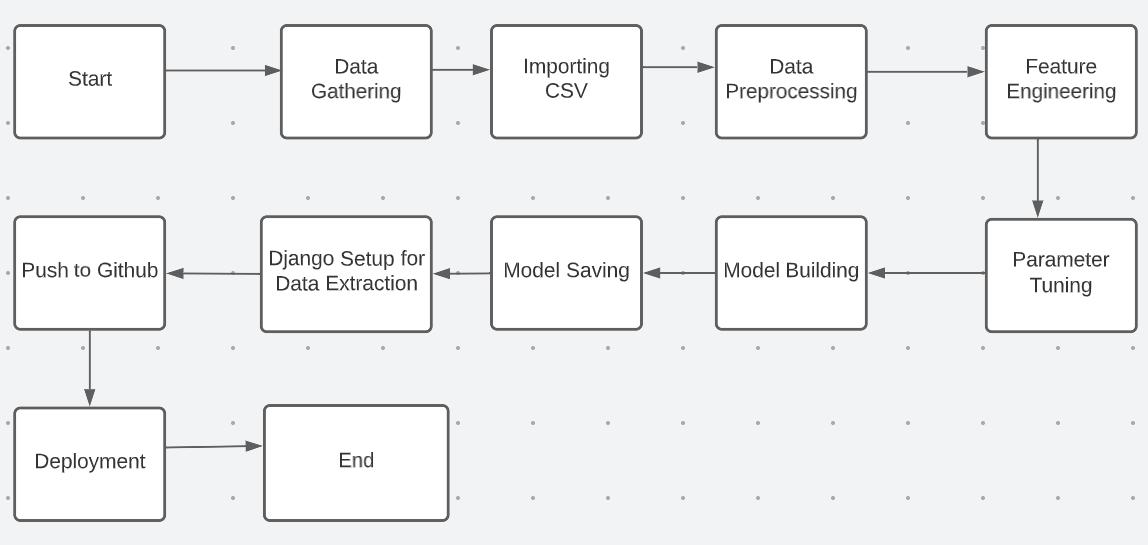 Start
Data
Gathering
Importing
CSV
Data
Preprocessing
Feature
Engineering
Push to Github
Django Setup for
Data Extraction
Model Saving
Model Building
Parameter
Tuning
Deployment
End